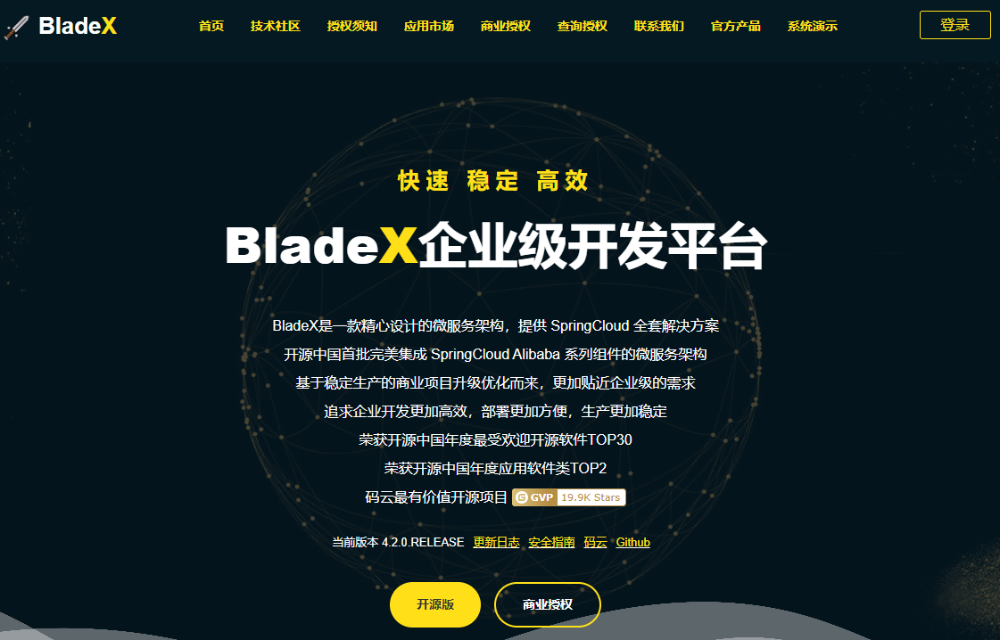 BladeX
首页 技术社区 授权须知 应用市场 商业授权 查询授权 联系我们 官方产品 系统演示 登录
快速 稳定 高效
BladeX企业级开发平台
BladeX是一款精心设计的微服务架构，提供 SpringCloud 全套解决方案
开源中国首批完美集成 SpringCloud Alibaba 系列组件的微服务架构
基于稳定生产的商业项目升级优化而来，更加贴近企业级的需求
追求企业开发更加高效，部署更加方便，生产更加稳定
荣获开源中国年度最受欢迎开源软件TOP30
荣获开源中国年度应用软件类TOP2
码云最有价值开源项目 G GVP 19.9K Stars
当前版本 4.2.0.RELEASE 更新日志 安全指南 码云 Github
开源版 商业授权